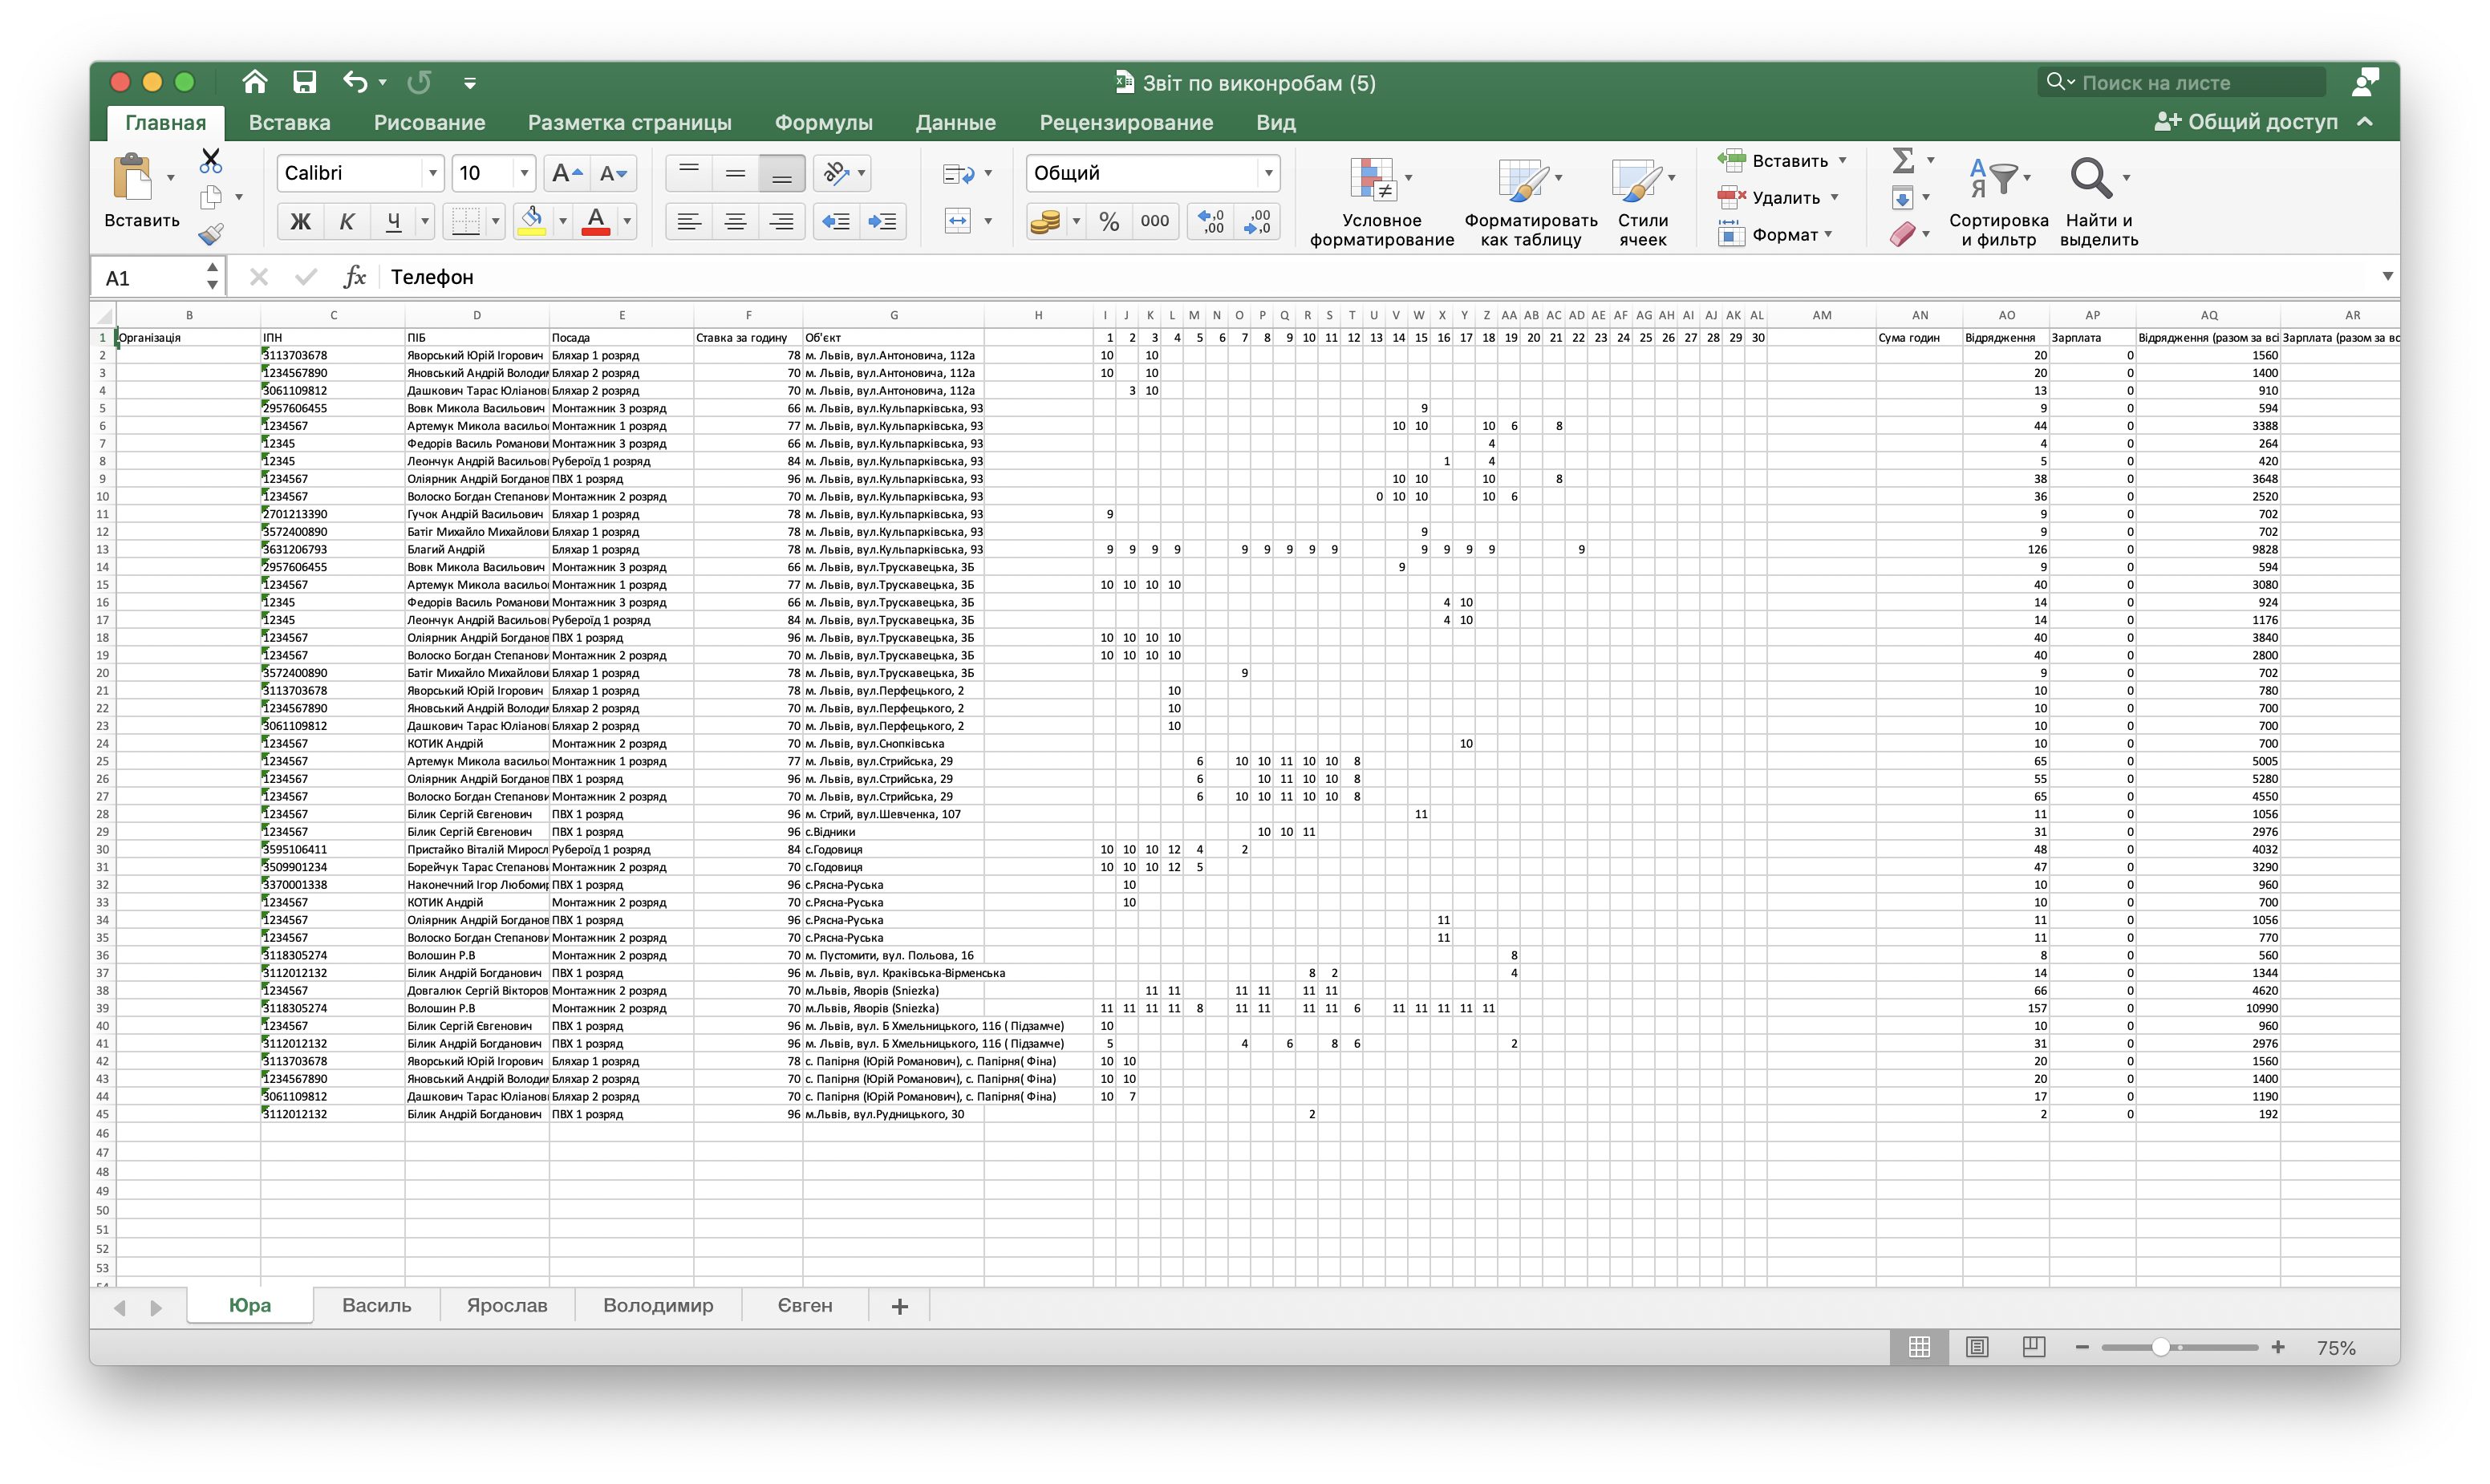 Звіт по виконробам (5)
Поиск на листе
Главная Вставка Рисование Разметка страницы Формулы Данные Рецензирование Вид Общий доступ
Вставить
Calibri 10
Ж К Ч
Общий
% 000
Условное форматирование
Форматировать как таблицу
Стили ячеек
Вставить
Удалить
Формат
Сортировка и фильтр
Найти и выделить
A1 fx Телефон
B C D E F G H I J K L M N O P Q R S T U V W X Y Z AA AB AC AD AE AF AG AH AI AJ AK AL AM AN AO AP AQ AR
1 Організація ІПН ПІБ Посада Ставка за годину Об'єкт 1 2 3 4 5 6 7 8 9 10 11 12 13 14 15 16 17 18 19 20 21 22 23 24 25 26 27 28 29 30 Сума годин Відрядження Зарплата Відрядження (разом за всі Зарплата (разом за вс
2 3113703678 Яворський Юрій Ігорович Бляхар 1 розряд 78 м. Львів, вул.Антоновича, 112а 10 10 20 0 1560
3 1234567890 Яновський Андрій Володим Бляхар 2 розряд 70 м. Львів, вул.Антоновича, 112а 10 10 20 0 1400
4 3061109812 Дашкович Тарас Юліанов Бляхар 2 розряд 70 м. Львів, вул.Антоновича, 112а 3 10 13 0 910
5 2957606455 Вовк Микола Васильович Монтажник 3 розряд 66 м. Львів, вул.Кульпарківська, 93 9 9 0 594
6 1234567 Артемук Микола васильо Монтажник 1 розряд 77 м. Львів, вул.Кульпарківська, 93 10 10 10 6 8 44 0 3388
7 12345 Федорів Василь Романови Монтажник 3 розряд 66 м. Львів, вул.Кульпарківська, 93 4 4 0 264
8 12345 Леончук Андрій Васильов Рубероїд 1 розряд 84 м. Львів, вул.Кульпарківська, 93 1 4 5 0 420
9 1234567 Оліярник Андрій Богданов ПВХ 1 розряд 96 м. Львів, вул.Кульпарківська, 93 10 10 10 8 38 0 3648
10 1234567 Волоско Богдан Степанови Монтажник 2 розряд 70 м. Львів, вул.Кульпарківська, 93 0 10 10 10 6 36 0 2520
11 2701213390 Гучок Андрій Васильович Бляхар 1 розряд 78 м. Львів, вул.Кульпарківська, 93 9 9 0 702
12 3572400890 Батіг Михайло Михайлови Бляхар 1 розряд 78 м. Львів, вул.Кульпарківська, 93 9 9 0 702
13 3631206793 Благий Андрій Бляхар 1 розряд 78 м. Львів, вул.Кульпарківська, 93 9 9 9 9 9 9 9 9 9 9 9 9 9 9 126 0 9828
14 2957606455 Вовк Микола Васильович Монтажник 3 розряд 66 м. Львів, вул.Трускавецька, 3Б 9 9 0 594
15 1234567 Артемук Микола васильо Монтажник 1 розряд 77 м. Львів, вул.Трускавецька, 3Б 10 10 10 10 40 0 3080
16 12345 Федорів Василь Романови Монтажник 3 розряд 66 м. Львів, вул.Трускавецька, 3Б 4 10 14 0 924
17 12345 Леончук Андрій Васильов Рубероїд 1 розряд 84 м. Львів, вул.Трускавецька, 3Б 4 10 14 0 1176
18 1234567 Оліярник Андрій Богданов ПВХ 1 розряд 96 м. Львів, вул.Трускавецька, 3Б 10 10 10 10 40 0 3840
19 1234567 Волоско Богдан Степанови Монтажник 2 розряд 70 м. Львів, вул.Трускавецька, 3Б 10 10 10 10 40 0 2800
20 3572400890 Батіг Михайло Михайлови Бляхар 1 розряд 78 м. Львів, вул.Трускавецька, 3Б 9 9 0 702
21 3113703678 Яворський Юрій Ігорович Бляхар 1 розряд 78 м. Львів, вул.Перфецького, 2 10 10 0 780
22 1234567890 Яновський Андрій Володим Бляхар 2 розряд 70 м. Львів, вул.Перфецького, 2 10 10 0 700
23 3061109812 Дашкович Тарас Юліанов Бляхар 2 розряд 70 м. Львів, вул.Перфецького, 2 10 10 0 700
24 1234567 КОТИК Андрій Монтажник 2 розряд 70 м. Львів, вул.Снопківська 10 10 0 700
25 1234567 Артемук Микола васильо Монтажник 1 розряд 77 м. Львів, вул.Стрийська, 29 6 10 10 11 10 10 8 65 0 5005
26 1234567 Оліярник Андрій Богданов ПВХ 1 розряд 96 м. Львів, вул.Стрийська, 29 6 10 11 10 10 8 55 0 5280
27 1234567 Волоско Богдан Степанови Монтажник 2 розряд 70 м. Львів, вул.Стрийська, 29 6 10 10 11 10 10 8 65 0 4550
28 1234567 Білик Сергій Євгенович ПВХ 1 розряд 96 м. Стрий, вул.Шевченка, 107 11 11 0 1056
29 1234567 Білик Сергій Євгенович ПВХ 1 розряд 96 с.Відники 10 10 11 31 0 2976
30 3595106411 Пристайко Віталій Миросл Рубероїд 1 розряд 84 с.Годовиця 10 10 10 12 4 2 48 0 4032
31 3509901234 Борейчук Тарас Степанови Монтажник 2 розряд 70 с.Годовиця 10 10 10 12 5 47 0 3290
32 3370001338 Наконечний Ігор Любомир ПВХ 1 розряд 96 с.Рясна-Руська 10 10 0 960
33 1234567 КОТИК Андрій Монтажник 2 розряд 70 с.Рясна-Руська 10 10 0 700
34 1234567 Оліярник Андрій Богданов ПВХ 1 розряд 96 с.Рясна-Руська 11 11 0 1056
35 1234567 Волоско Богдан Степанови Монтажник 2 розряд 70 с.Рясна-Руська 11 11 0 770
36 3118305274 Волошин Р.В Монтажник 2 розряд 70 м. Пустомити, вул. Польова, 16 8 8 0 560
37 3112012132 Білик Андрій Богданович ПВХ 1 розряд 96 м. Львів, вул. Краківська-Вірменська 8 2 4 14 0 1344
38 1234567 Довгалюк Сергій Вікторов Монтажник 2 розряд 70 м.Львів, Яворів (Sniezka) 11 11 11 11 11 11 66 0 4620
39 3118305274 Волошин Р.В Монтажник 2 розряд 70 м.Львів, Яворів (Sniezka) 11 11 11 11 8 11 11 11 11 6 11 11 11 11 11 157 0 10990
40 1234567 Білик Сергій Євгенович ПВХ 1 розряд 96 м. Львів, вул. Б Хмельницького, 116 ( Підзамче) 10 10 0 960
41 3112012132 Білик Андрій Богданович ПВХ 1 розряд 96 м. Львів, вул. Б Хмельницького, 116 ( Підзамче) 5 4 6 8 6 2 31 0 2976
42 3113703678 Яворський Юрій Ігорович Бляхар 1 розряд 78 с. Папірня (Юрій Романович), с. Папірня( Фіна) 10 10 20 0 1560
43 1234567890 Яновський Андрій Володим Бляхар 2 розряд 70 с. Папірня (Юрій Романович), с. Папірня( Фіна) 10 10 20 0 1400
44 3061109812 Дашкович Тарас Юліанов Бляхар 2 розряд 70 с. Папірня (Юрій Романович), с. Папірня( Фіна) 10 7 17 0 1190
45 3112012132 Білик Андрій Богданович ПВХ 1 розряд 96 м.Львів, вул.Рудницького, 30 2 2 0 192
46
47
48
49
50
51
52
53
Юра Василь Ярослав Володимир Євген +
75%